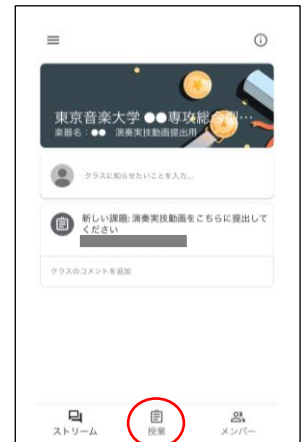 東京音楽大学 ●●専攻総合型…
楽器名：●● 演奏実技動画提出用
クラスに知らせたいことを入力...
新しい課題: 演奏実技動画をこちらに提出して
ください
クラスのコメントを追加
ストリーム
授業
メンバー